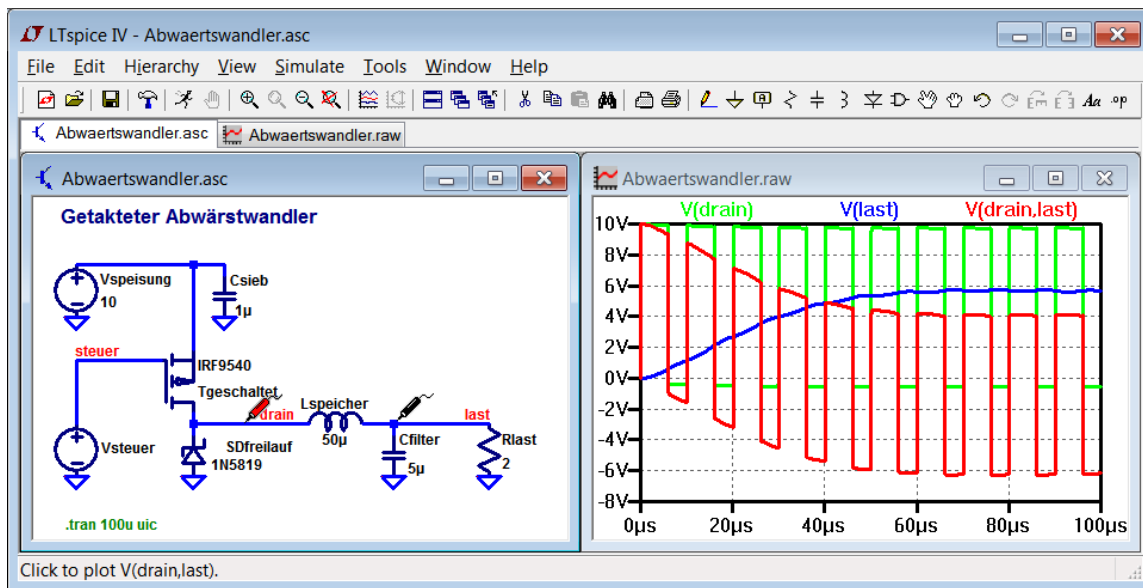 LTspice IV - Abwaertswandler.asc
File Edit Hierarchy View Simulate Tools Window Help
Aa .op
Abwaertswandler.asc Abwaertswandler.raw
Abwaertswandler.asc
Getakteter Abwärstwandler
Vspeisung
10
Csieb
1µ
steuer
IRF9540
Tgeschaltet
drain
Lspeicher
50µ
last
Vsteuer
SDfreilauf
1N5819
Cfilter
5µ
Rlast
2
.tran 100u uic
Abwaertswandler.raw
V(drain) V(last) V(drain,last)
10V
8V
6V
4V
2V
0V
-2V
-4V
-6V
-8V
0µs 20µs 40µs 60µs 80µs 100µs
Click to plot V(drain,last).